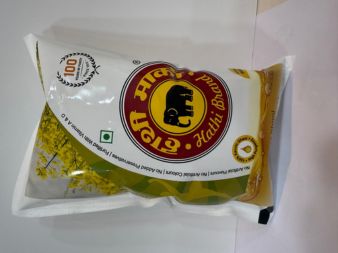 100
हाथी मार्का
Hathi Brand
No Artificial Flavours | No Artificial Colours | No Added Preservatives | Fortified With Vitamin A & D